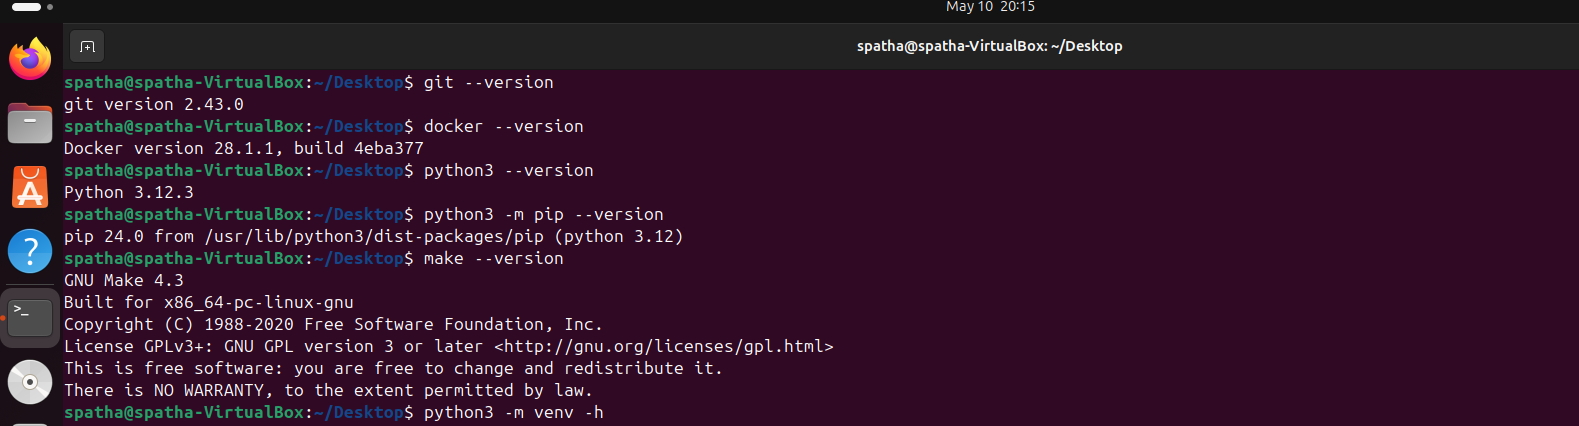 May 10 20:15
spatha@spatha-VirtualBox: ~/Desktop
spatha@spatha-VirtualBox:~/Desktop$ git --version
git version 2.43.0
spatha@spatha-VirtualBox:~/Desktop$ docker --version
Docker version 28.1.1, build 4eba377
spatha@spatha-VirtualBox:~/Desktop$ python3 --version
Python 3.12.3
spatha@spatha-VirtualBox:~/Desktop$ python3 -m pip --version
pip 24.0 from /usr/lib/python3/dist-packages/pip (python 3.12)
spatha@spatha-VirtualBox:~/Desktop$ make --version
GNU Make 4.3
Built for x86_64-pc-linux-gnu
Copyright (C) 1988-2020 Free Software Foundation, Inc.
License GPLv3+: GNU GPL version 3 or later <http://gnu.org/licenses/gpl.html>
This is free software: you are free to change and redistribute it.
There is NO WARRANTY, to the extent permitted by law.
spatha@spatha-VirtualBox:~/Desktop$ python3 -m venv -h